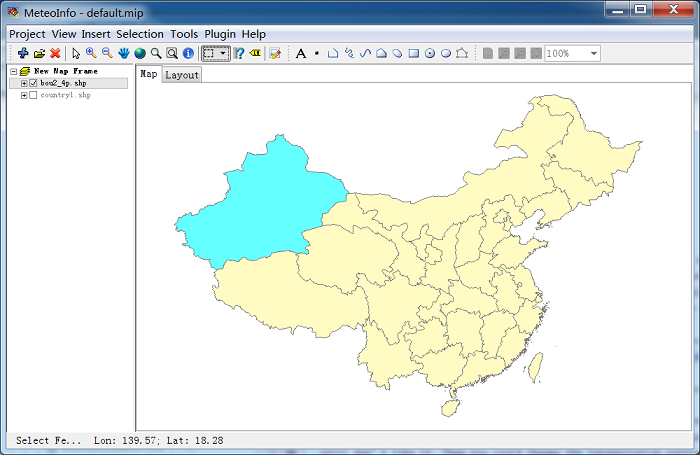 MeteoInfo - default.mip
Project View Insert Selection Tools Plugin Help
A 100%
New Map Frame
bou2_4p.shp
country1.shp
Map Layout
Select Fe... Lon: 139.57; Lat: 18.28